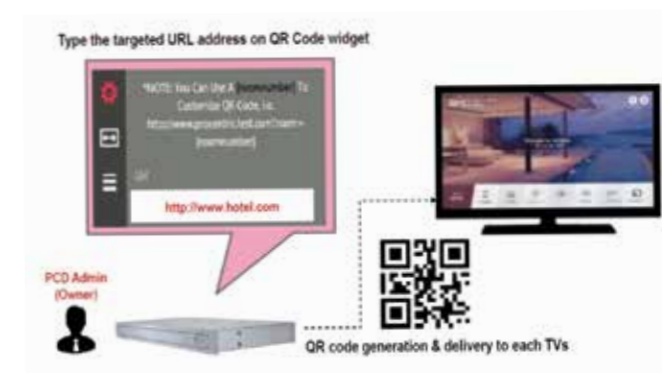 Type the targeted URL address on QR Code widget
*NOTE: You Can Use A [roomnumber] To
Customize QR Code, i.e.
http://www.procentric.test.com?room=
[roomnumber]
Url
http://www.hotel.com
PCD Admin
(Owner)
QR code generation & delivery to each TVs